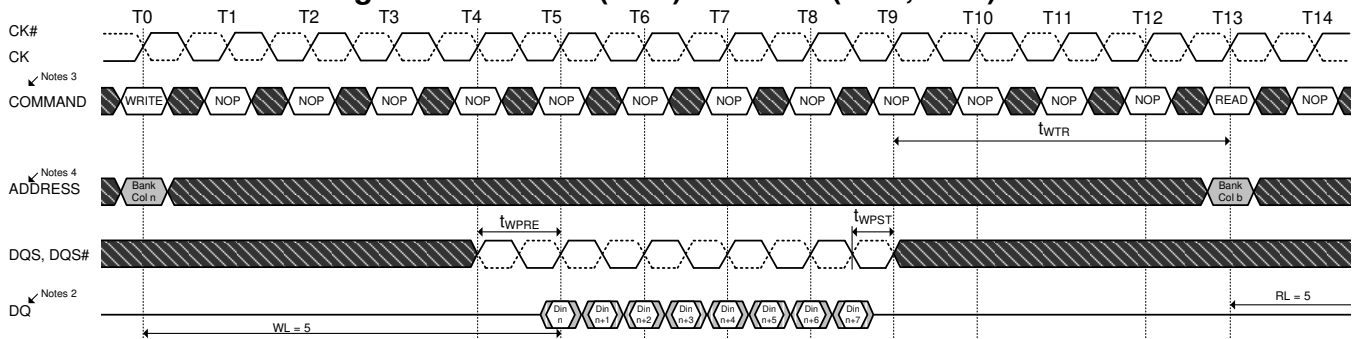 T0 T1 T2 T3 T4 T5 T6 T7 T8 T9 T10 T11 T12 T13 T14
CK#
CK
Notes 3
COMMAND WRITE NOP NOP NOP NOP NOP NOP NOP NOP NOP NOP NOP NOP READ NOP
tWTR
Notes 4
ADDRESS Bank Col n Bank Col b
tWPRE tWPST
DQS, DQS#
Notes 2
DQ Din n Din n+1 Din n+2 Din n+3 Din n+4 Din n+5 Din n+6 Din n+7
RL = 5
WL = 5